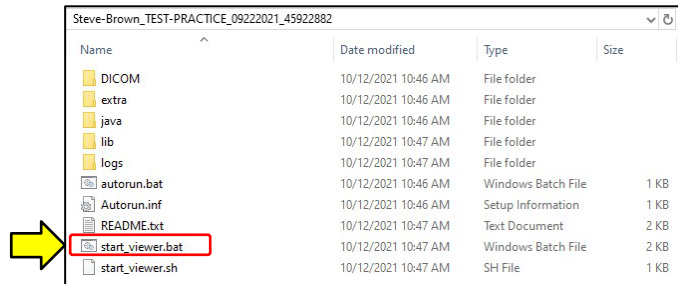 Steve-Brown_TEST-PRACTICE_09222021_45922882
Name Date modified Type Size
DICOM 10/12/2021 10:46 AM File folder
extra 10/12/2021 10:46 AM File folder
java 10/12/2021 10:46 AM File folder
lib 10/12/2021 10:47 AM File folder
logs 10/12/2021 10:47 AM File folder
autorun.bat 10/12/2021 10:46 AM Windows Batch File 1 KB
Autorun.inf 10/12/2021 10:46 AM Setup Information 1 KB
README.txt 10/12/2021 10:47 AM Text Document 2 KB
start_viewer.bat 10/12/2021 10:47 AM Windows Batch File 2 KB
start_viewer.sh 10/12/2021 10:47 AM SH File 1 KB